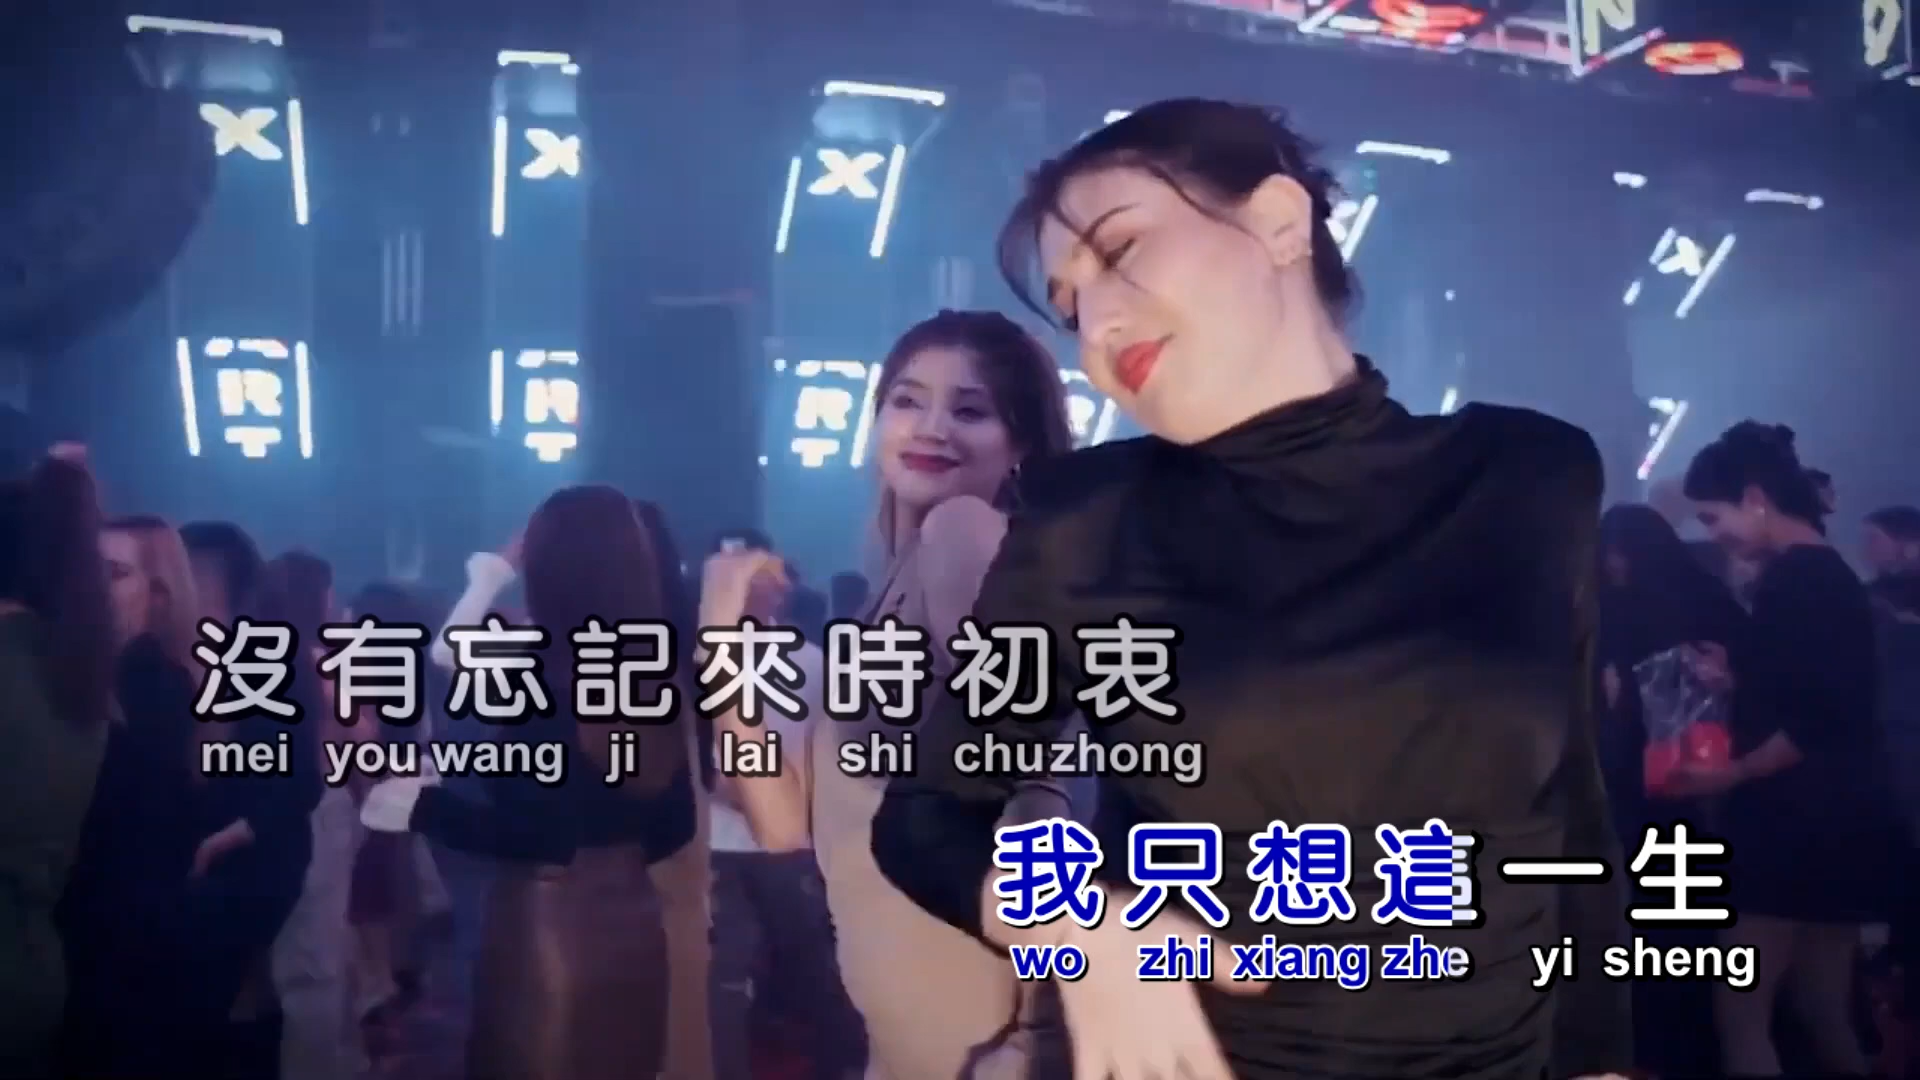 X X X X X
R T R T R T R
沒有忘記來時初衷
mei you wang ji lai shi chuzhong
我只想這一生
wo zhi xiang zhe yi sheng